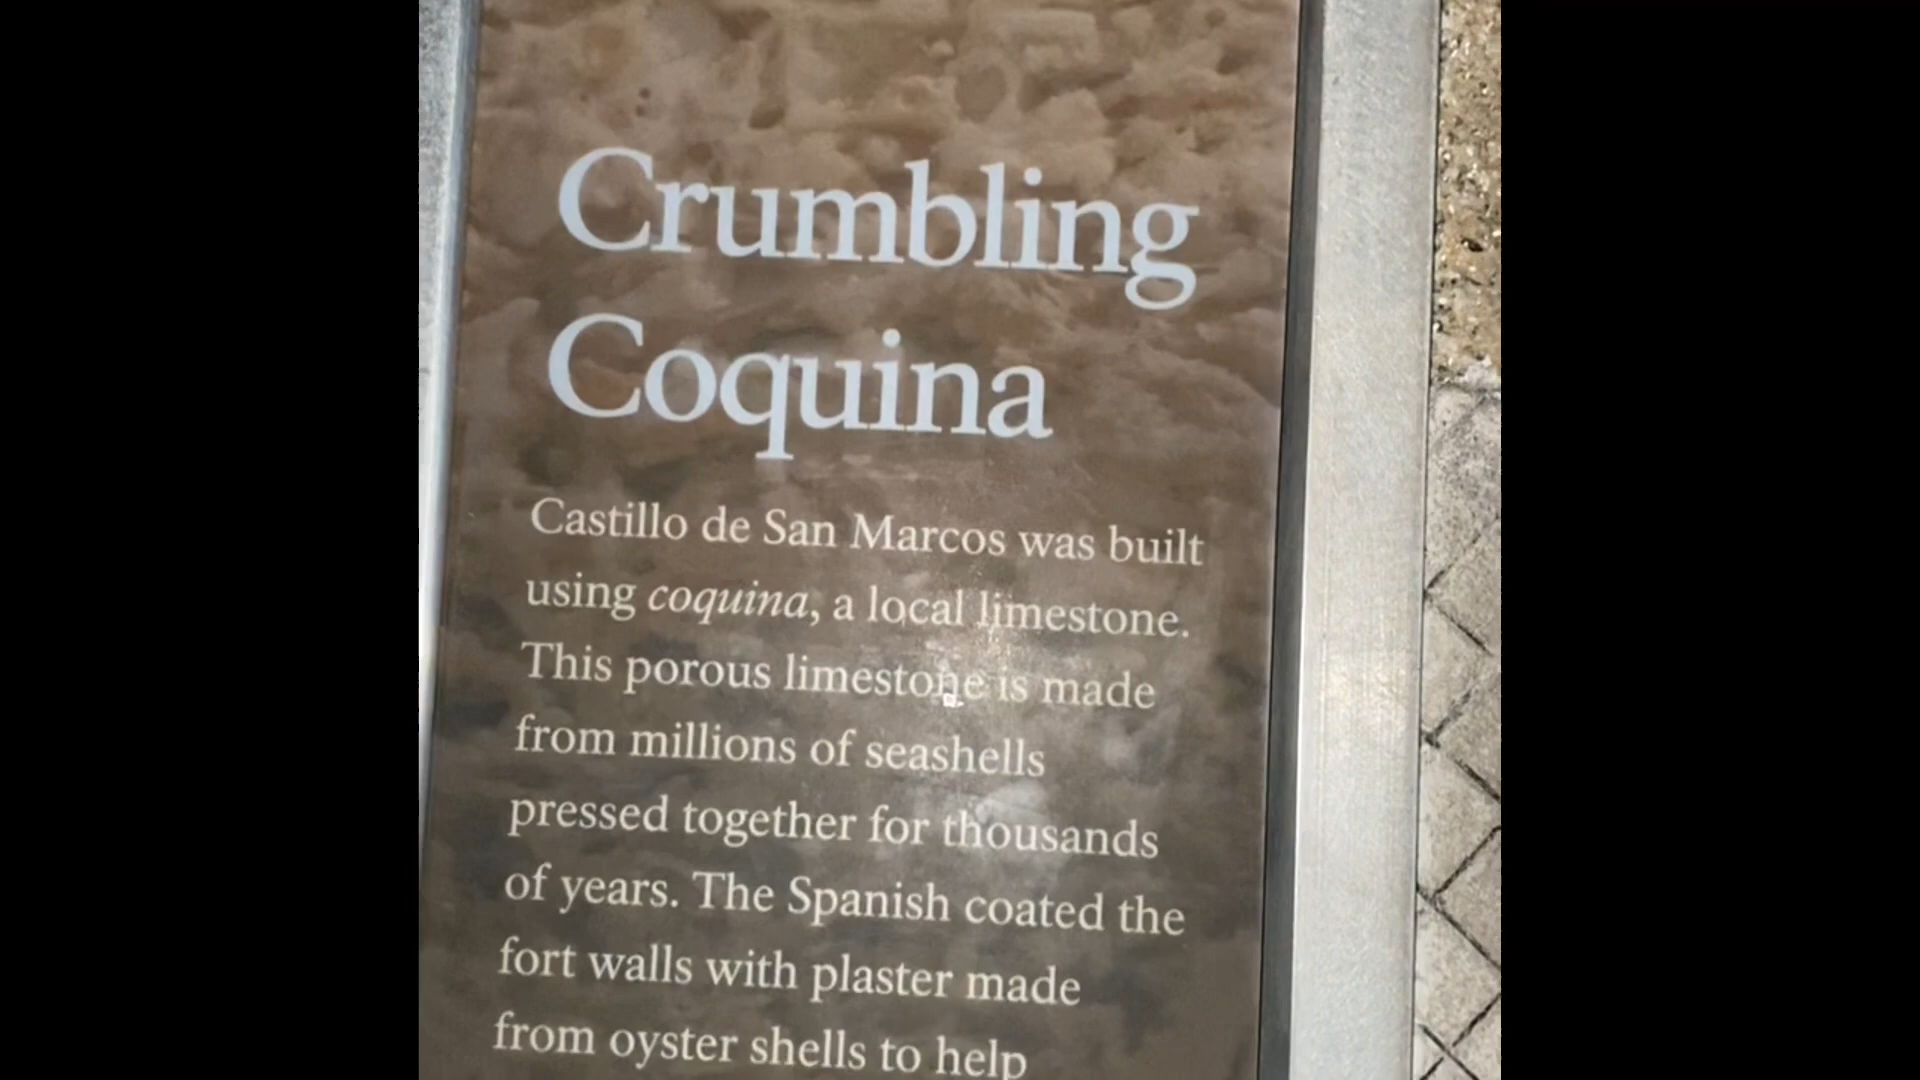 Crumbling
Coquina
Castillo de San Marcos was built
using coquina, a local limestone.
This porous limestone is made
from millions of seashells
pressed together for thousands
of years. The Spanish coated the
fort walls with plaster made
from oyster shells to help